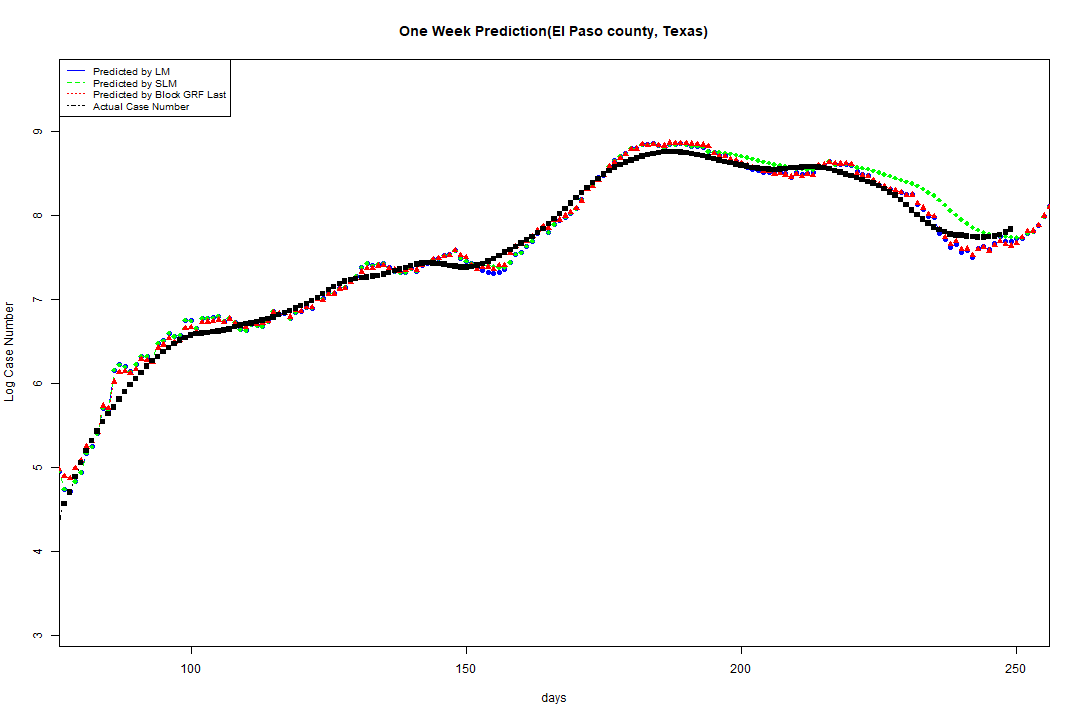 One Week Prediction(El Paso county, Texas)
Predicted by LM
Predicted by SLM
Predicted by Block GRF Last
Actual Case Number
9
8
7
6
5
4
3
Log Case Number
100 150 200 250
days